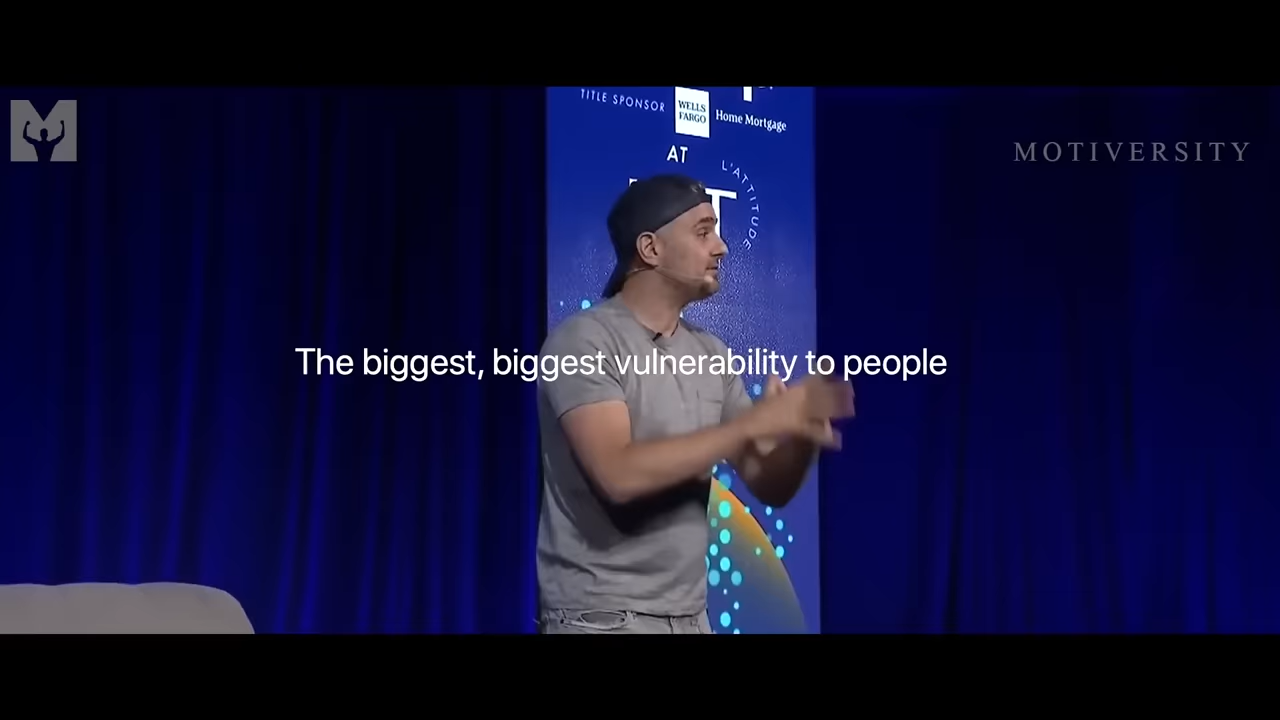 TITLE SPONSOR
WELLS
FARGO
Home Mortgage
MOTIVERSITY
AT
L'ATTITUDE
The biggest, biggest vulnerability to people